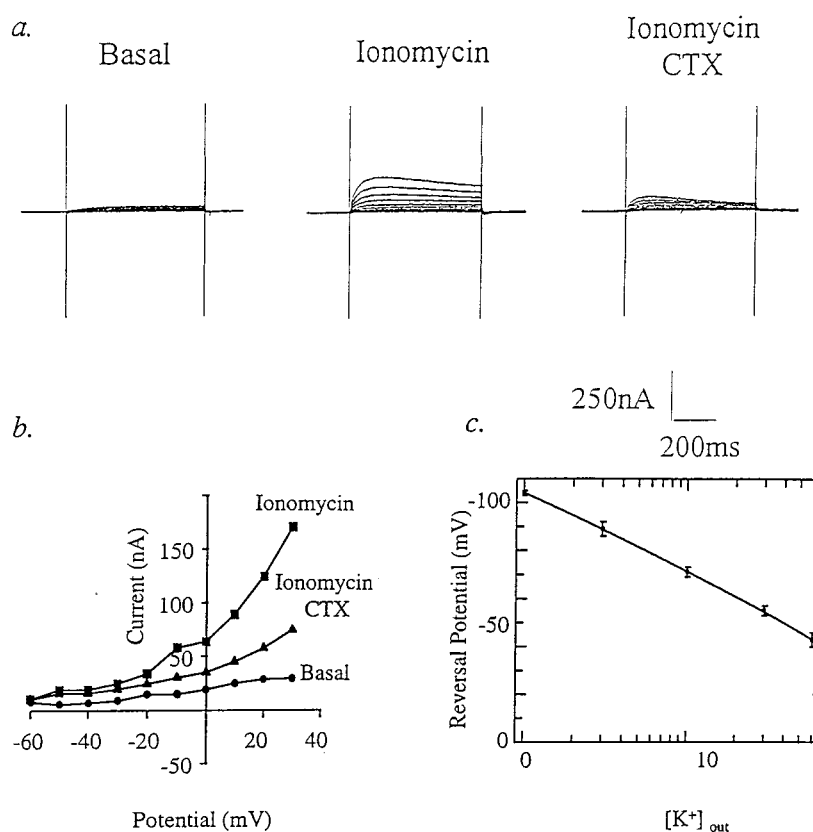 a.
Basal
Ionomycin
Ionomycin
CTX
250nA
200ms
b.
c.
Current (nA)
150
100
50
-50
-60
-40
-20
0
20
40
Ionomycin
Ionomycin
CTX
Basal
Potential (mV)
Reversal Potential (mV)
-100
-50
0
0
10
[K⁺] out